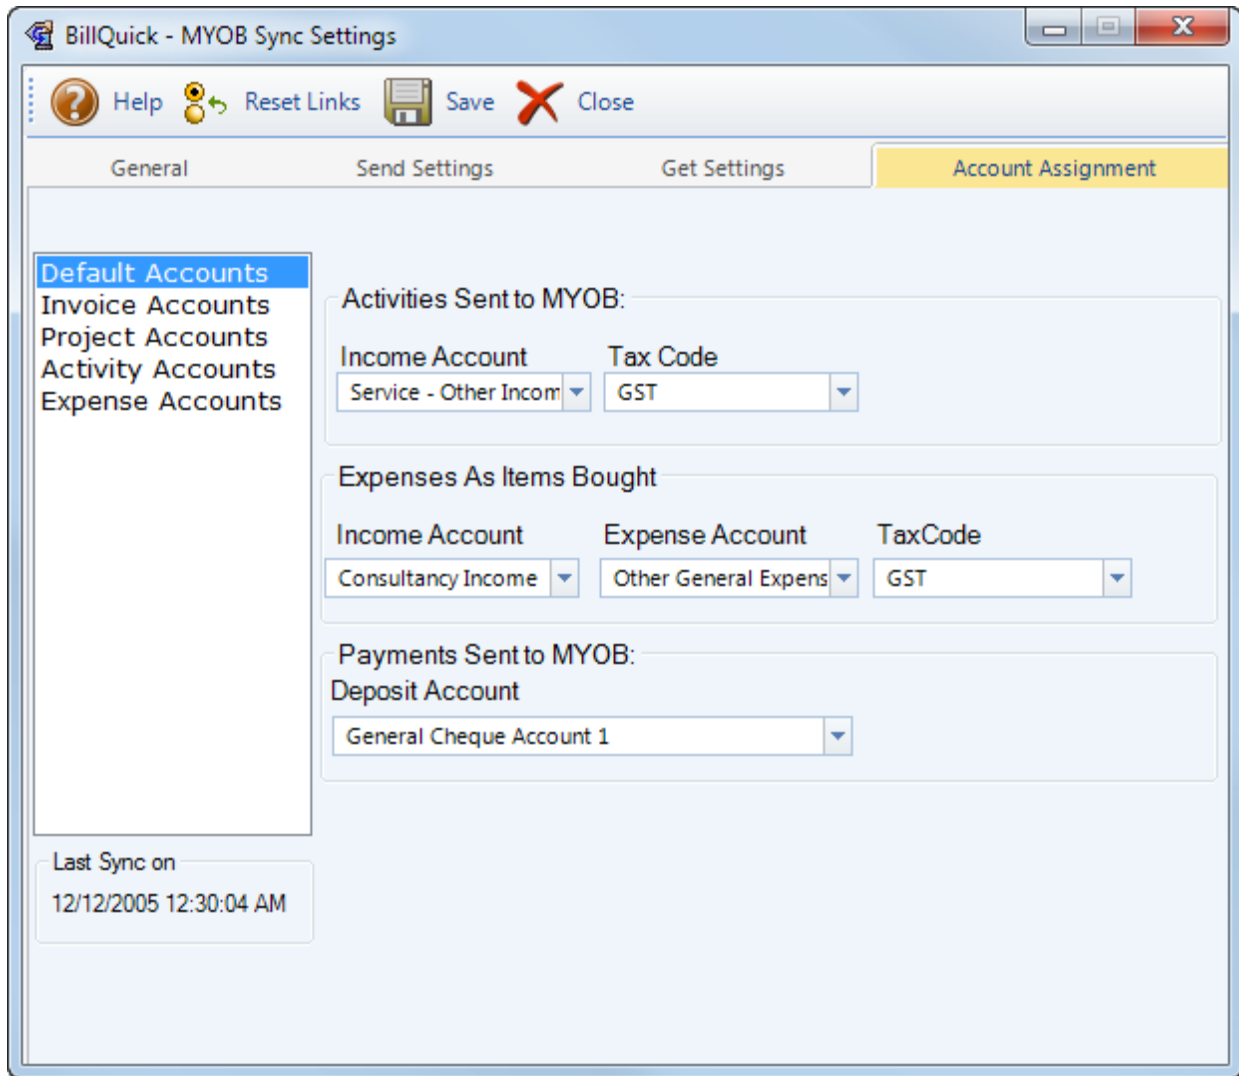 BillQuick - MYOB Sync Settings
Help Reset Links Save Close
General Send Settings Get Settings Account Assignment
Default Accounts
Invoice Accounts
Project Accounts
Activity Accounts
Expense Accounts
Activities Sent to MYOB:
Income Account Tax Code
Service - Other Incom GST
Expenses As Items Bought
Income Account Expense Account TaxCode
Consultancy Income Other General Expens GST
Payments Sent to MYOB:
Deposit Account
General Cheque Account 1
Last Sync on
12/12/2005 12:30:04 AM